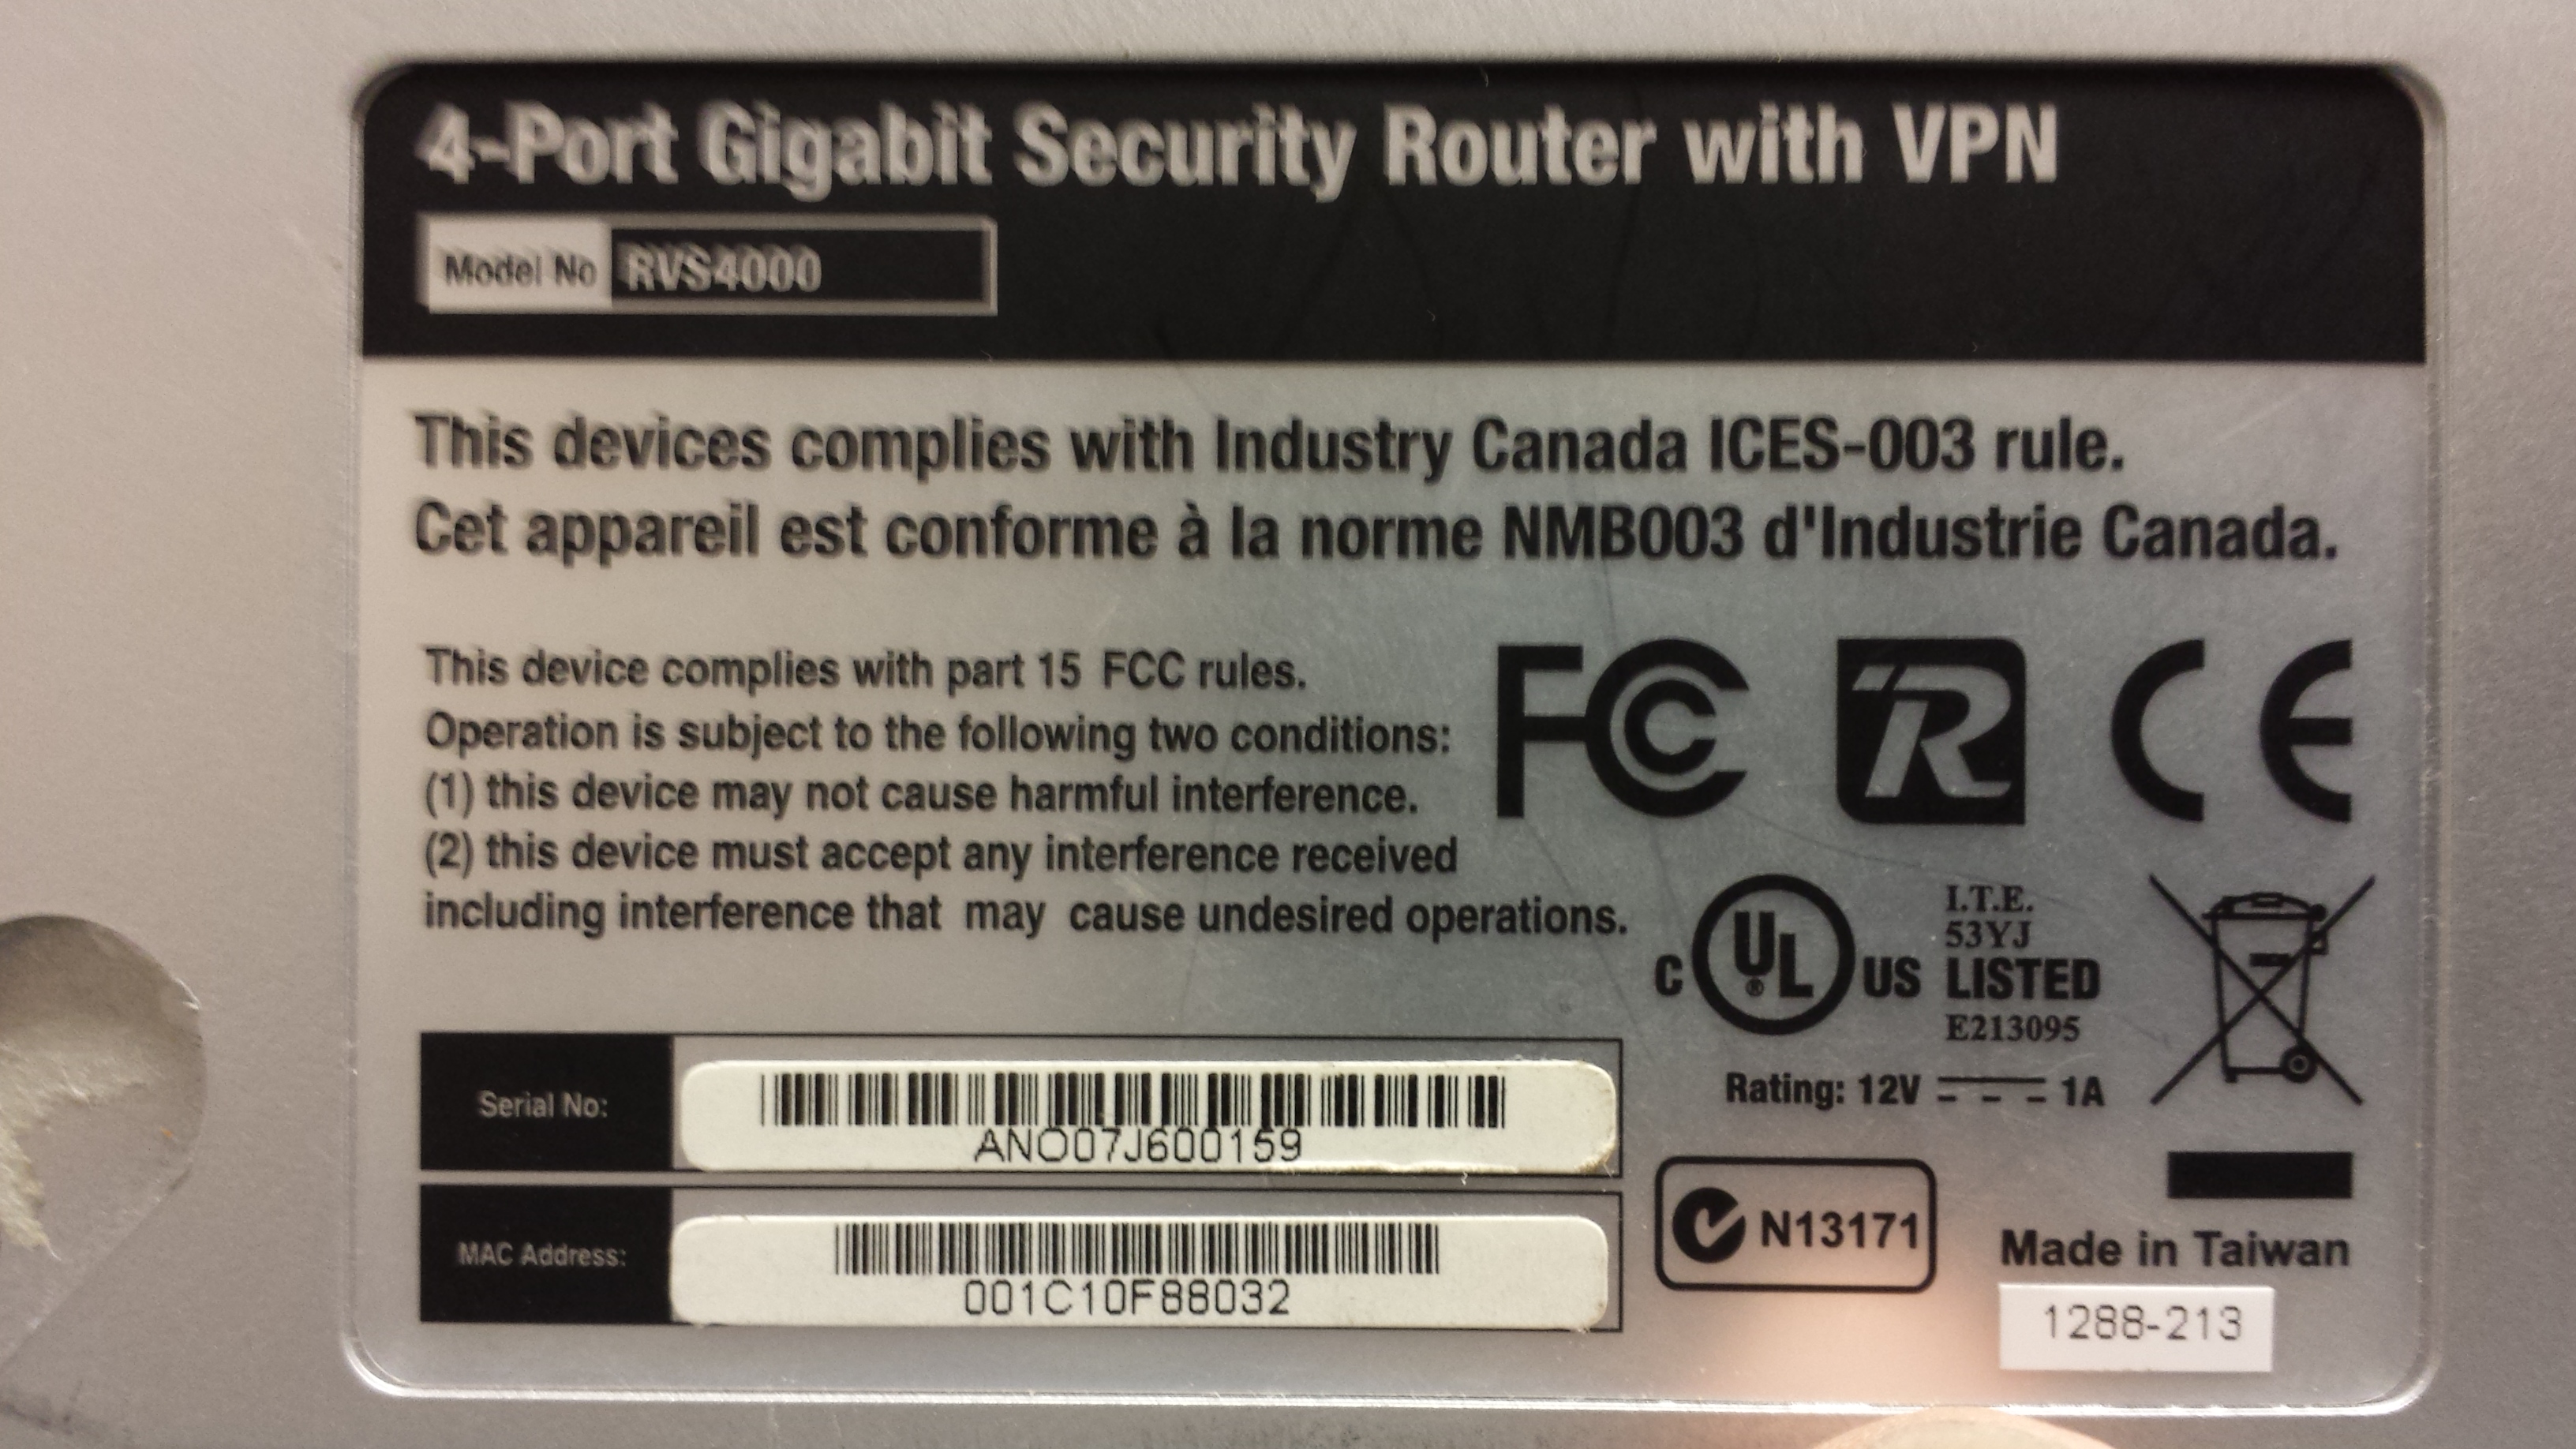 4-Port Gigabit Security Router with VPN
Model No RVS4000
This devices complies with Industry Canada ICES-003 rule.
Cet appareil est conforme à la norme NMB003 d'Industrie Canada.
This device complies with part 15 FCC rules.
Operation is subject to the following two conditions:
(1) this device may not cause harmful interference.
(2) this device must accept any interference received
including interference that may cause undesired operations.
FC R CE
C UL ® US
I.T.E.
53YJ
LISTED
E213095
Rating: 12V 1A
Serial No:
ANO07J600159
MAC Address:
001C10F88032
N13171
Made in Taiwan
1288-213